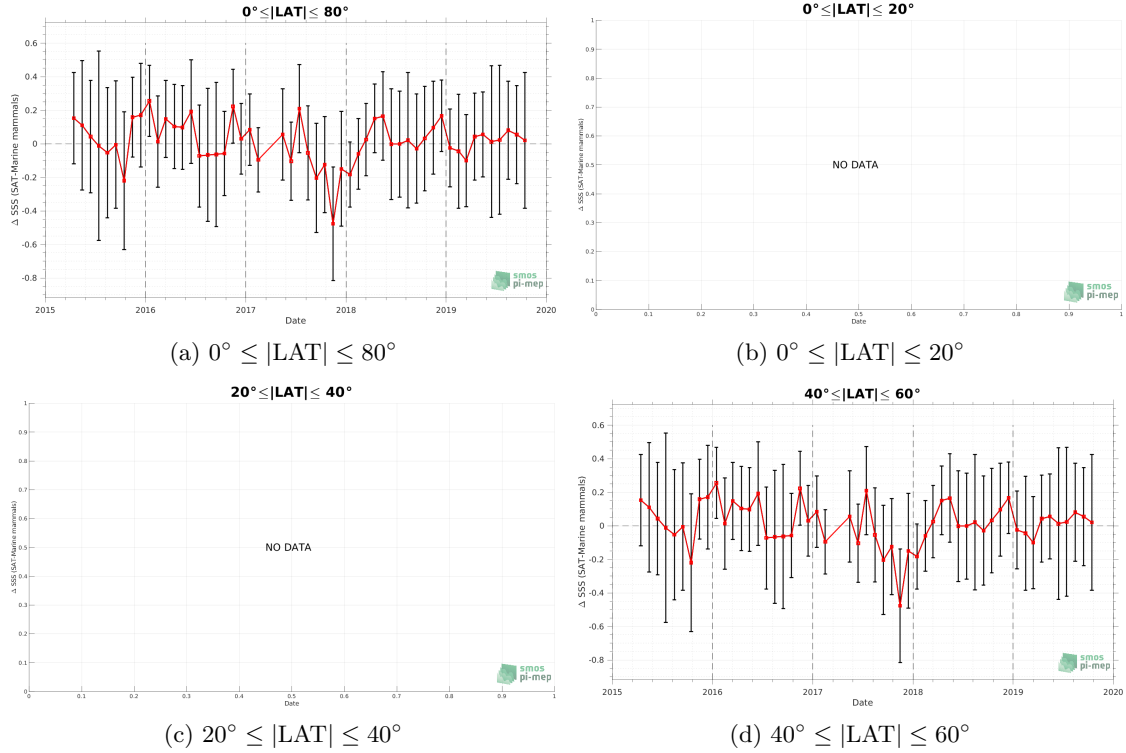 0°≤|LAT|≤ 80°
Δ SSS (SAT-Marine mammals)
0.6
0.4
0.2
0
-0.2
-0.4
-0.6
-0.8
2015 2016 2017 2018 2019 2020
Date
smos
pi-mep
(a) 0° ≤ |LAT| ≤ 80°
0°≤|LAT|≤ 20°
Δ SSS (SAT-Marine mammals)
1
0.9
0.8
0.7
0.6
0.5
0.4
0.3
0.2
0.1
0
NO DATA
0 0.1 0.2 0.3 0.4 0.5 0.6 0.7 0.8 0.9 1
Date
smos
pi-mep
(b) 0° ≤ |LAT| ≤ 20°
20°≤|LAT|≤ 40°
Δ SSS (SAT-Marine mammals)
1
0.9
0.8
0.7
0.6
0.5
0.4
0.3
0.2
0.1
0
NO DATA
0 0.1 0.2 0.3 0.4 0.5 0.6 0.7 0.8 0.9 1
Date
smos
pi-mep
(c) 20° ≤ |LAT| ≤ 40°
40°≤|LAT|≤ 60°
Δ SSS (SAT-Marine mammals)
0.6
0.4
0.2
0
-0.2
-0.4
-0.6
-0.8
2015 2016 2017 2018 2019 2020
Date
smos
pi-mep
(d) 40° ≤ |LAT| ≤ 60°